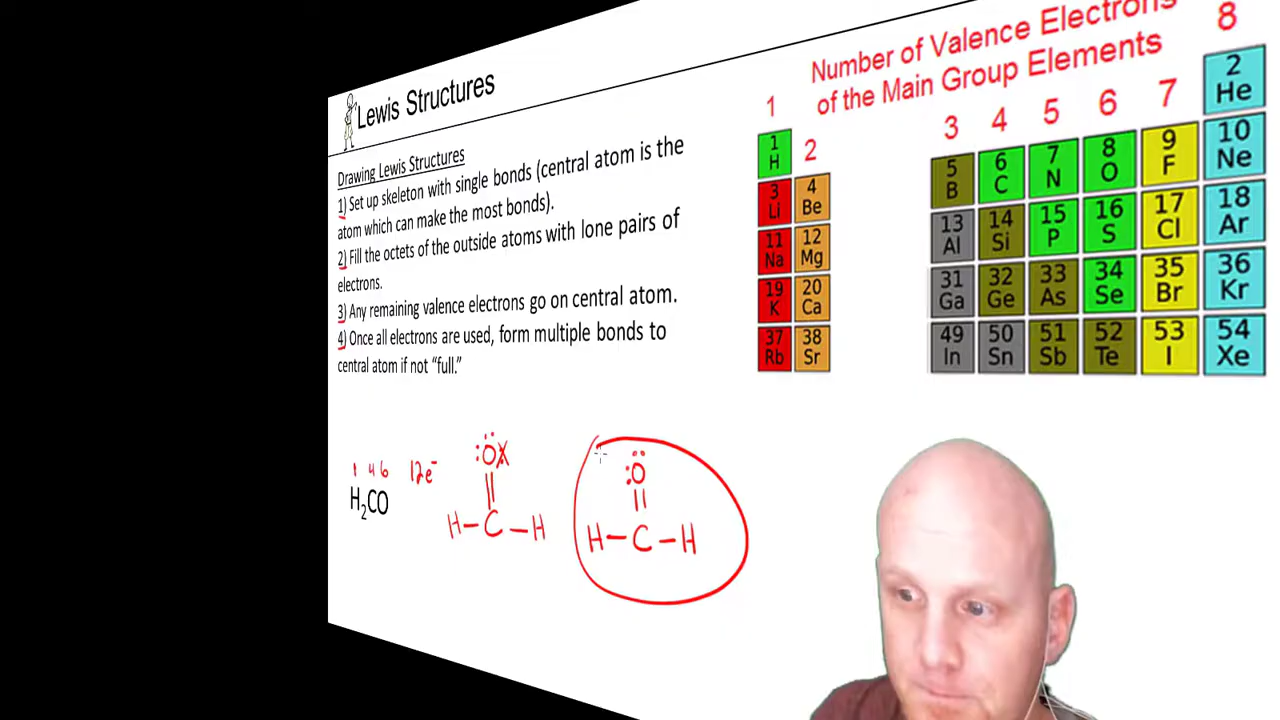 Lewis Structures
Drawing Lewis Structures
1) Set up skeleton with single bonds (central atom is the
atom which can make the most bonds).
2) Fill the octets of the outside atoms with lone pairs of
electrons.
3) Any remaining valence electrons go on central atom.
4) Once all electrons are used, form multiple bonds to
central atom if not “full.”
Number of Valence Electrons
of the Main Group Elements
1 2 3 4 5 6 7 8
1 H 2 He
3 Li 4 Be 5 B 6 C 7 N 8 O 9 F 10 Ne
11 Na 12 Mg 13 Al 14 Si 15 P 16 S 17 Cl 18 Ar
19 K 20 Ca 31 Ga 32 Ge 33 As 34 Se 35 Br 36 Kr
37 Rb 38 Sr 49 In 50 Sn 51 Sb 52 Te 53 I 54 Xe
1 4 6 12e⁻
H₂CO
O
H–C–H
O
H–C–H